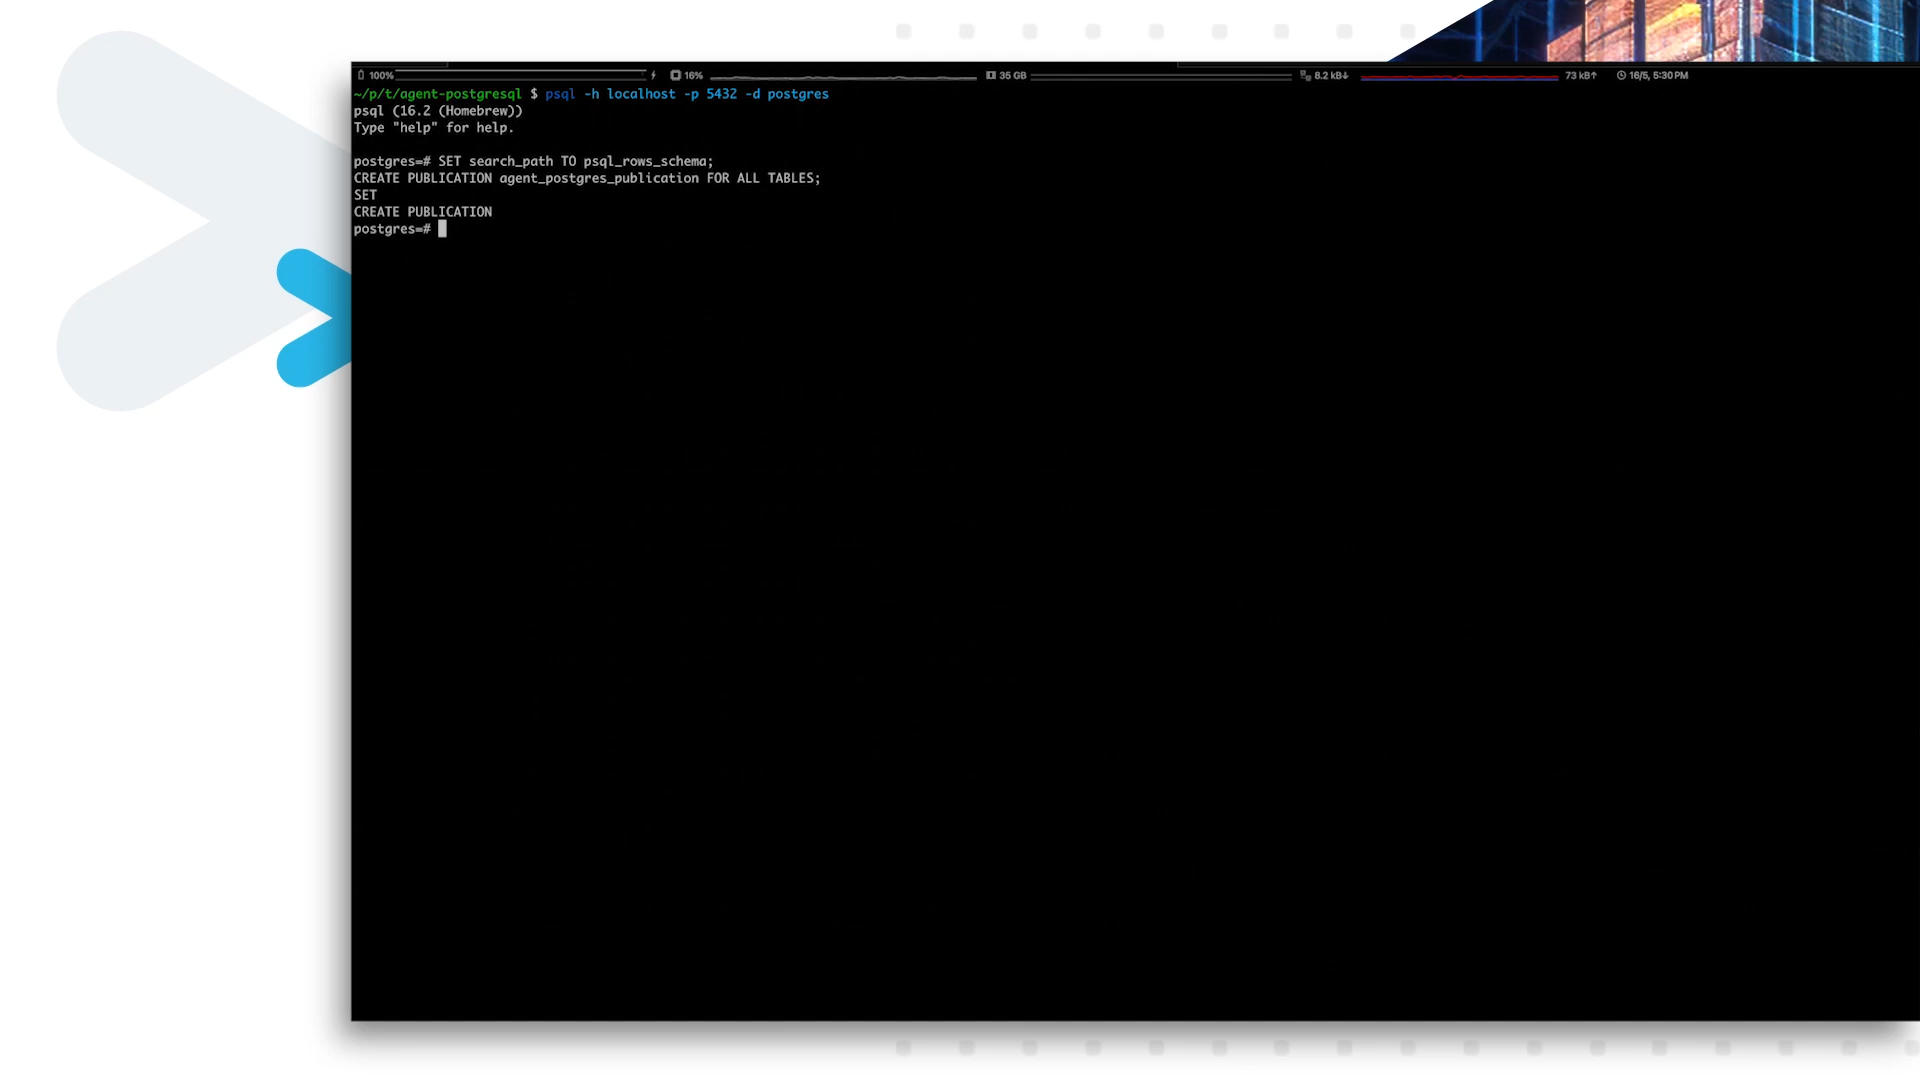 100% 16% 35 GB 8.2 kB↓ 73 kB↑ 16/5, 5:30 PM
~/p/t/agent-postgresql $ psql -h localhost -p 5432 -d postgres
psql (16.2 (Homebrew))
Type "help" for help.
postgres=# SET search_path TO psql_rows_schema;
CREATE PUBLICATION agent_postgres_publication FOR ALL TABLES;
SET
CREATE PUBLICATION
postgres=#